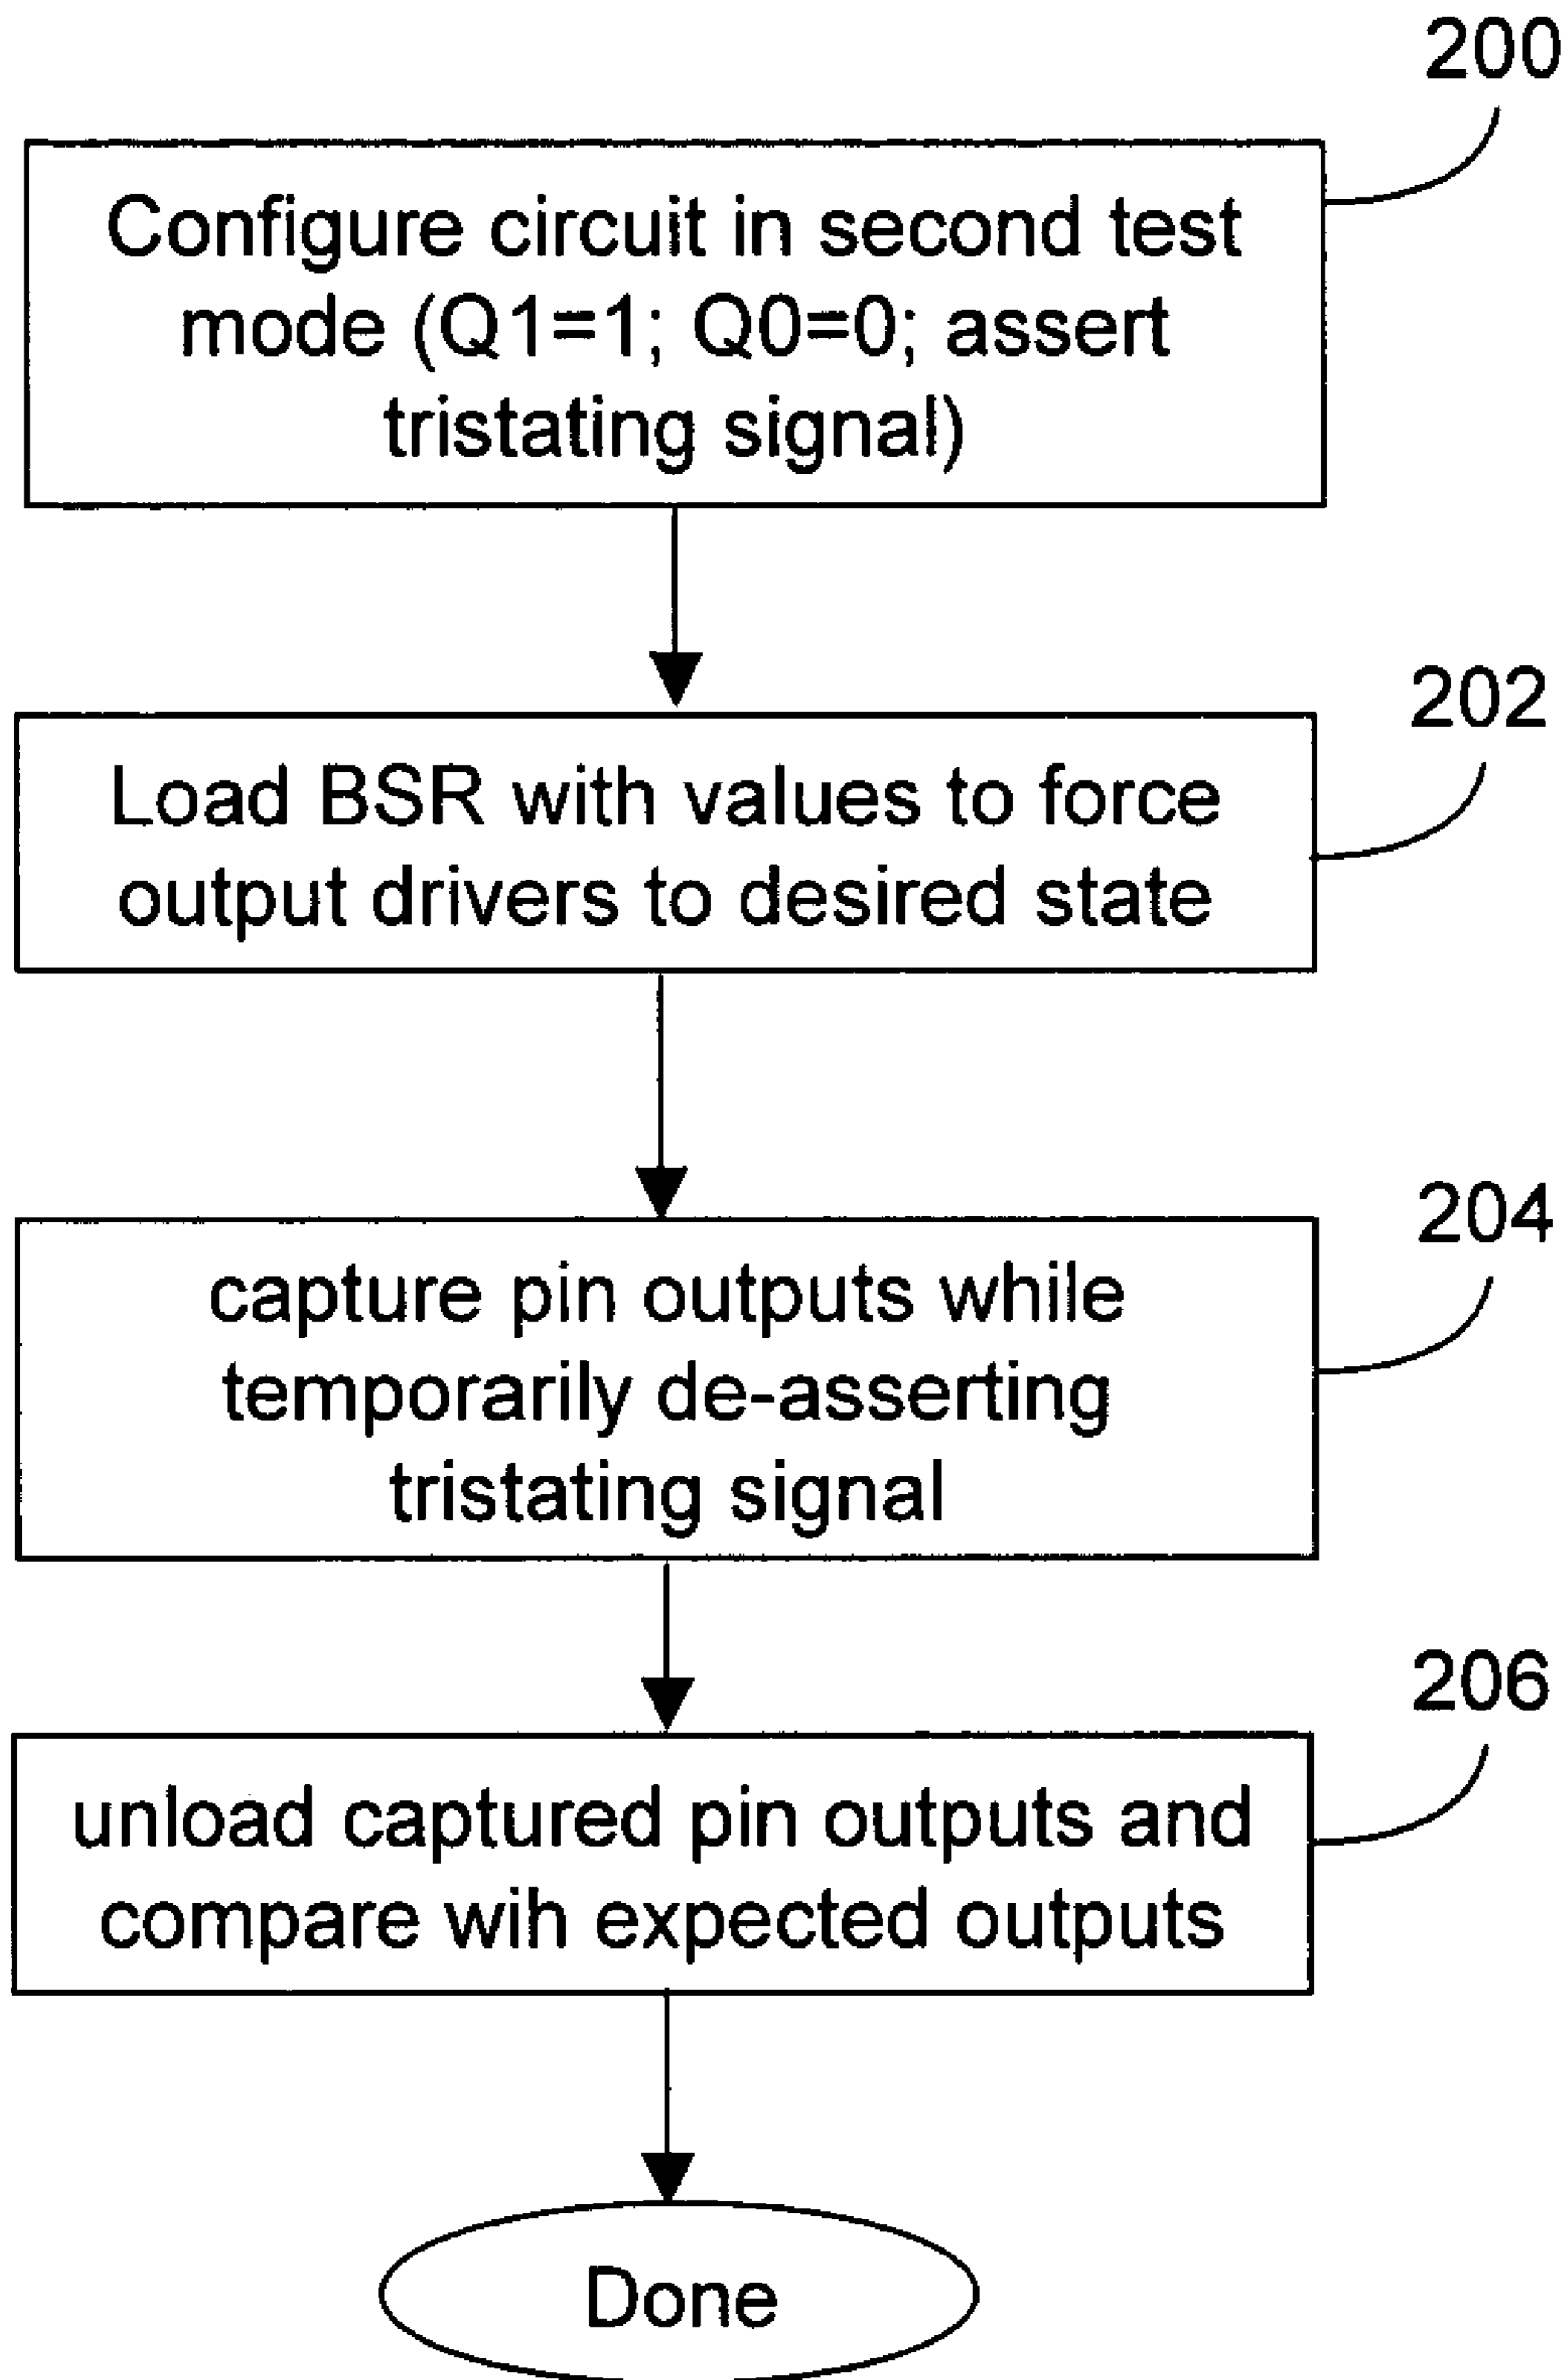 200
Configure circuit in second test
mode (Q1=1; Q0=0; assert
tristating signal)
202
Load BSR with values to force
output drivers to desired state
204
capture pin outputs while
temporarily de-asserting
tristating signal
206
unload captured pin outputs and
compare wih expected outputs
Done